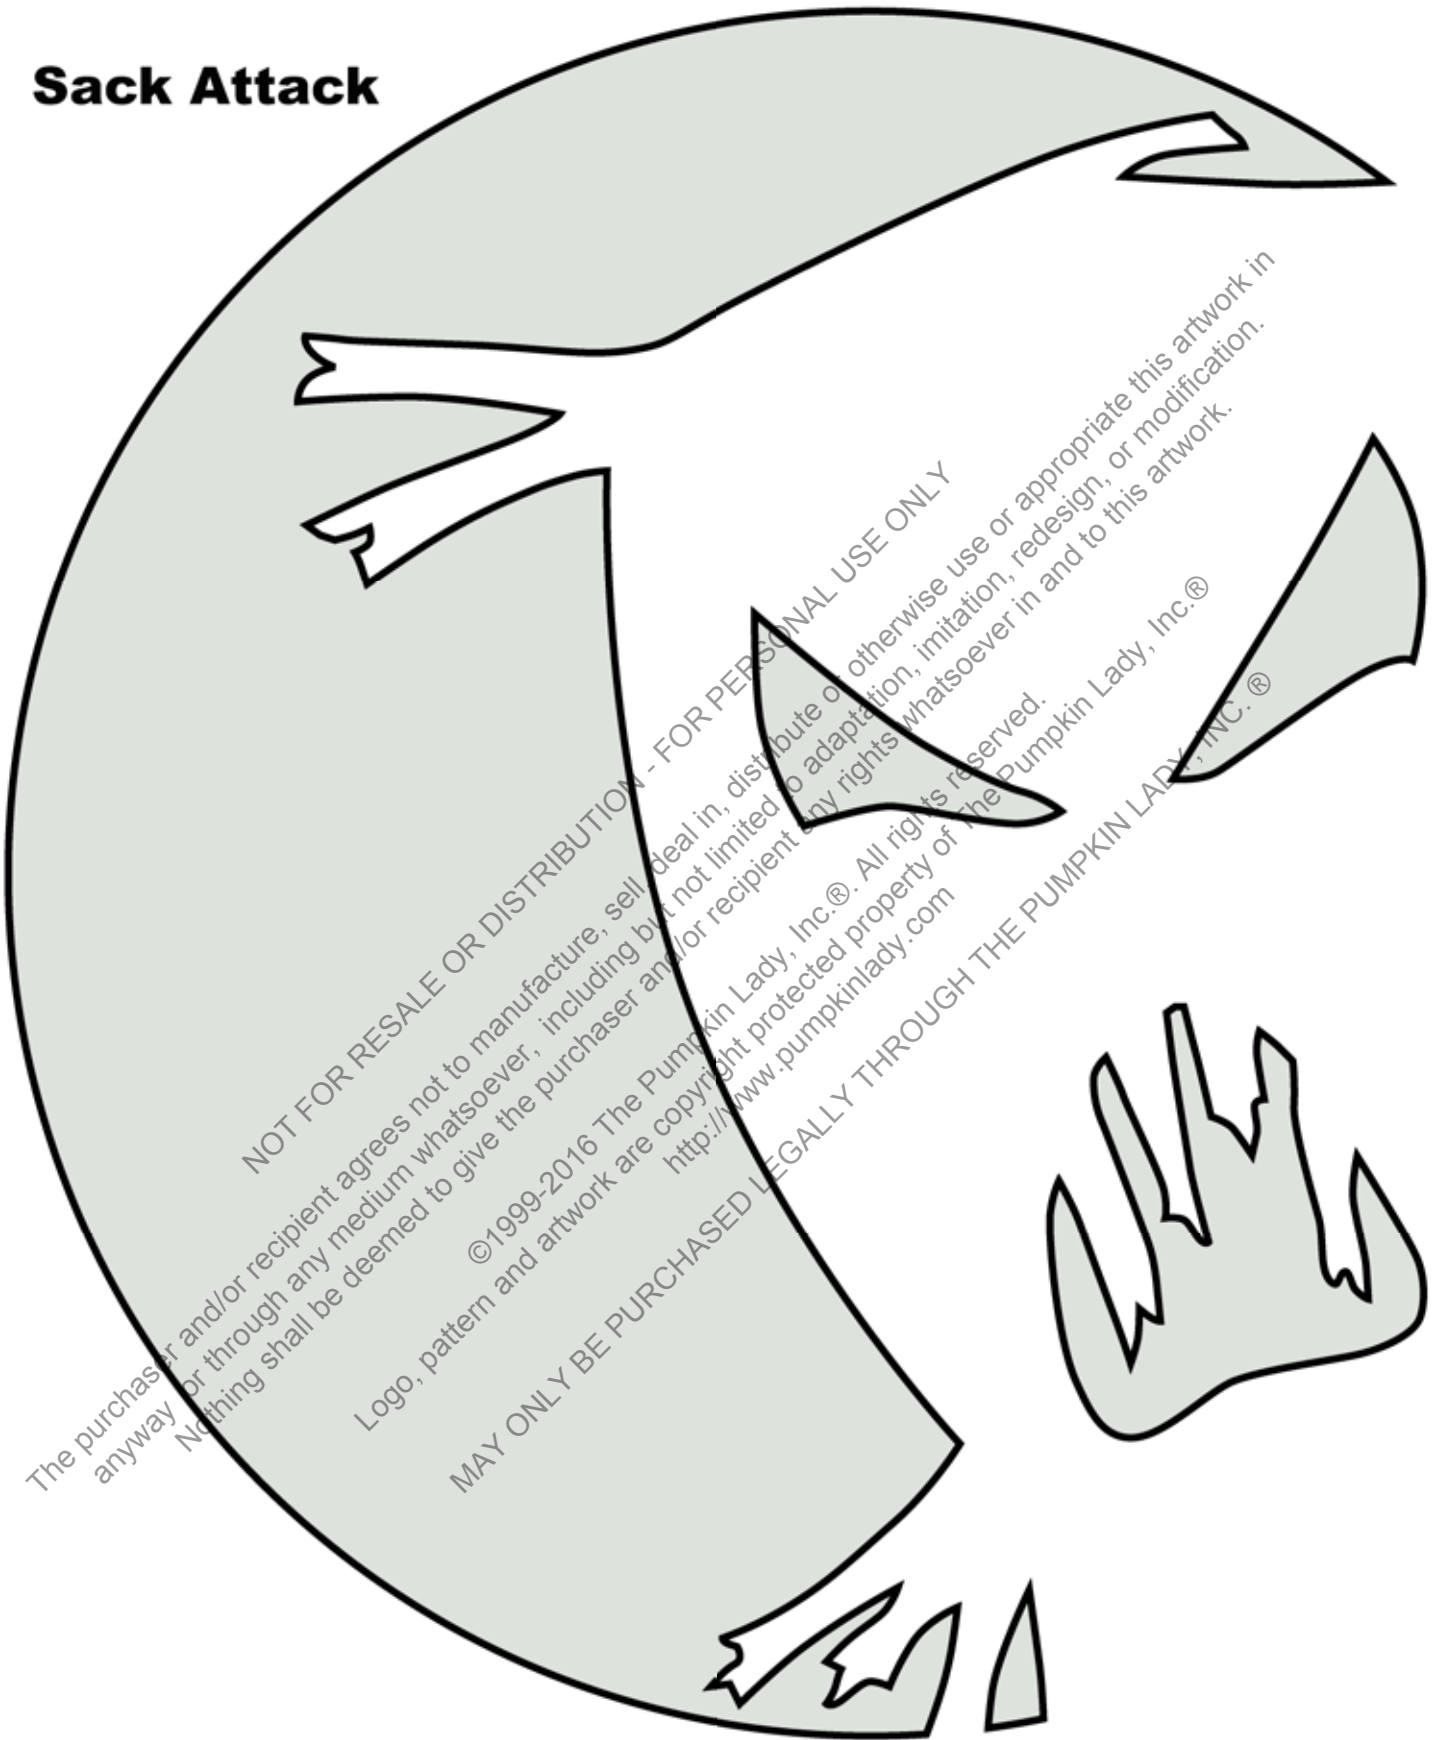 Sack Attack
NOT FOR RESALE OR DISTRIBUTION - FOR PERSONAL USE ONLY
The purchaser and/or recipient agrees not to manufacture, sell, deal in, distribute or otherwise use or appropriate this artwork in
anyway or through any medium whatsoever, including but not limited to adaptation, imitation, redesign, or modification.
Nothing shall be deemed to give the purchaser and/or recipient any rights whatsoever in and to this artwork.
©1999-2016 The Pumpkin Lady, Inc.®. All rights reserved.
Logo, pattern and artwork are copyright protected property of The Pumpkin Lady, Inc.®
http://www.pumpkinlady.com
MAY ONLY BE PURCHASED LEGALLY THROUGH THE PUMPKIN LADY, INC. ®